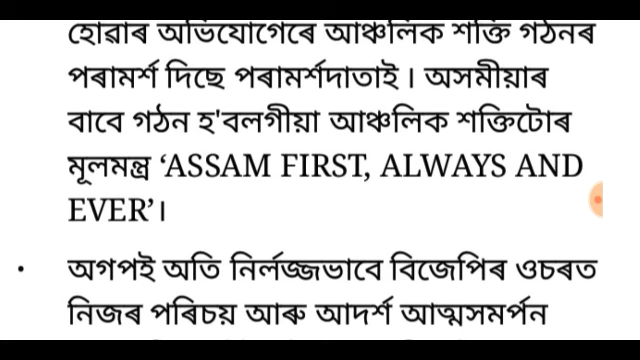 হোৱাৰ অভিযোগেৰে আঞ্চলিক শক্তি গঠনৰ
পৰামৰ্শ দিছে পৰামৰ্শদাতাই। অসমীয়াৰ
বাবে গঠন হ'বলগীয়া আঞ্চলিক শক্তিটোৰ
মূলমন্ত্ৰ ‘ASSAM FIRST, ALWAYS AND
EVER’।
• অগপই অতি নিৰ্লজ্জভাবে বিজেপিৰ ওচৰত
নিজৰ পৰিচয় আৰু আদৰ্শ আত্মসমৰ্পন